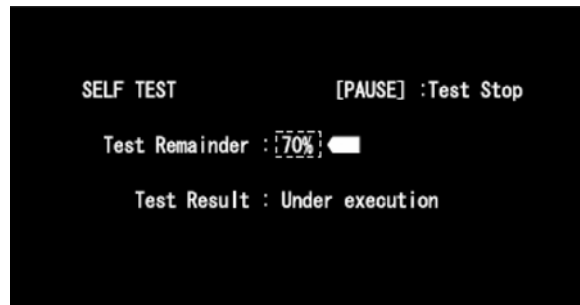 SELF TEST [PAUSE] :Test Stop
Test Remainder : 70%
Test Result : Under execution